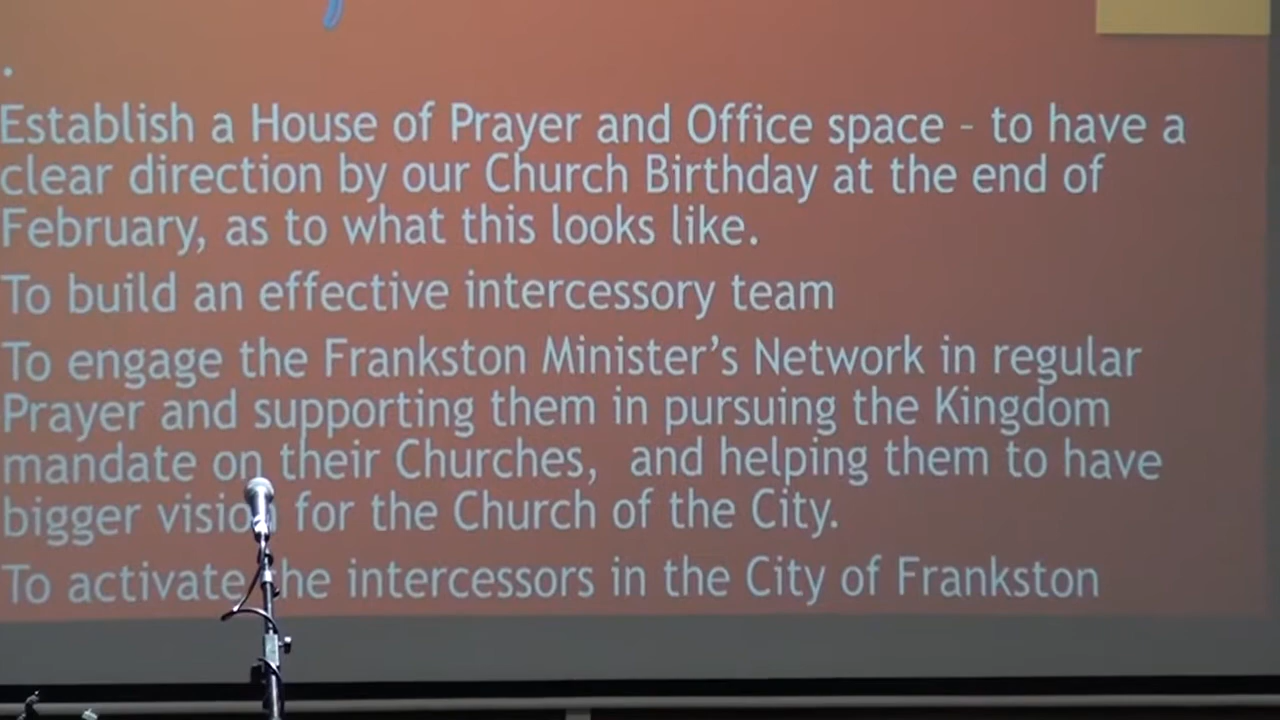 Establish a House of Prayer and Office space - to have a
clear direction by our Church Birthday at the end of
February, as to what this looks like.
To build an effective intercessory team
To engage the Frankston Minister's Network in regular
Prayer and supporting them in pursuing the Kingdom
mandate on their Churches, and helping them to have
bigger vision for the Church of the City.
To activate the intercessors in the City of Frankston